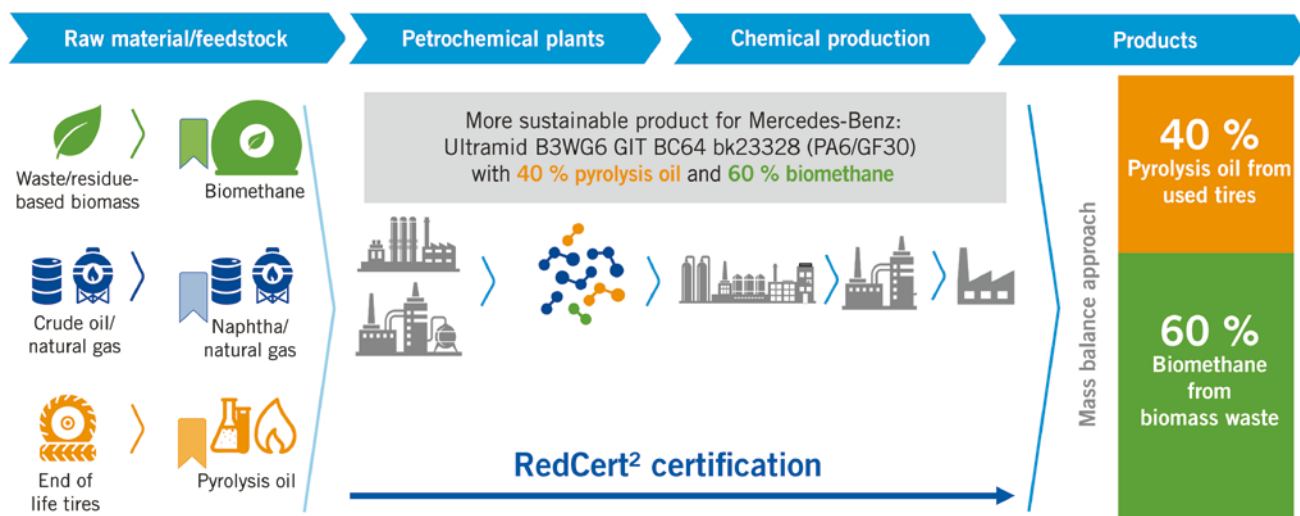 Raw material/feedstock
Petrochemical plants
Chemical production
Products
Waste/residue-
based biomass
Biomethane
Crude oil/
natural gas
Naphtha/
natural gas
End of
life tires
Pyrolysis oil
More sustainable product for Mercedes-Benz:
Ultramid B3WG6 GIT BC64 bk23328 (PA6/GF30)
with 40 % pyrolysis oil and 60 % biomethane
RedCert² certification
Mass balance approach
40 %
Pyrolysis oil from
used tires
60 %
Biomethane
from
biomass waste